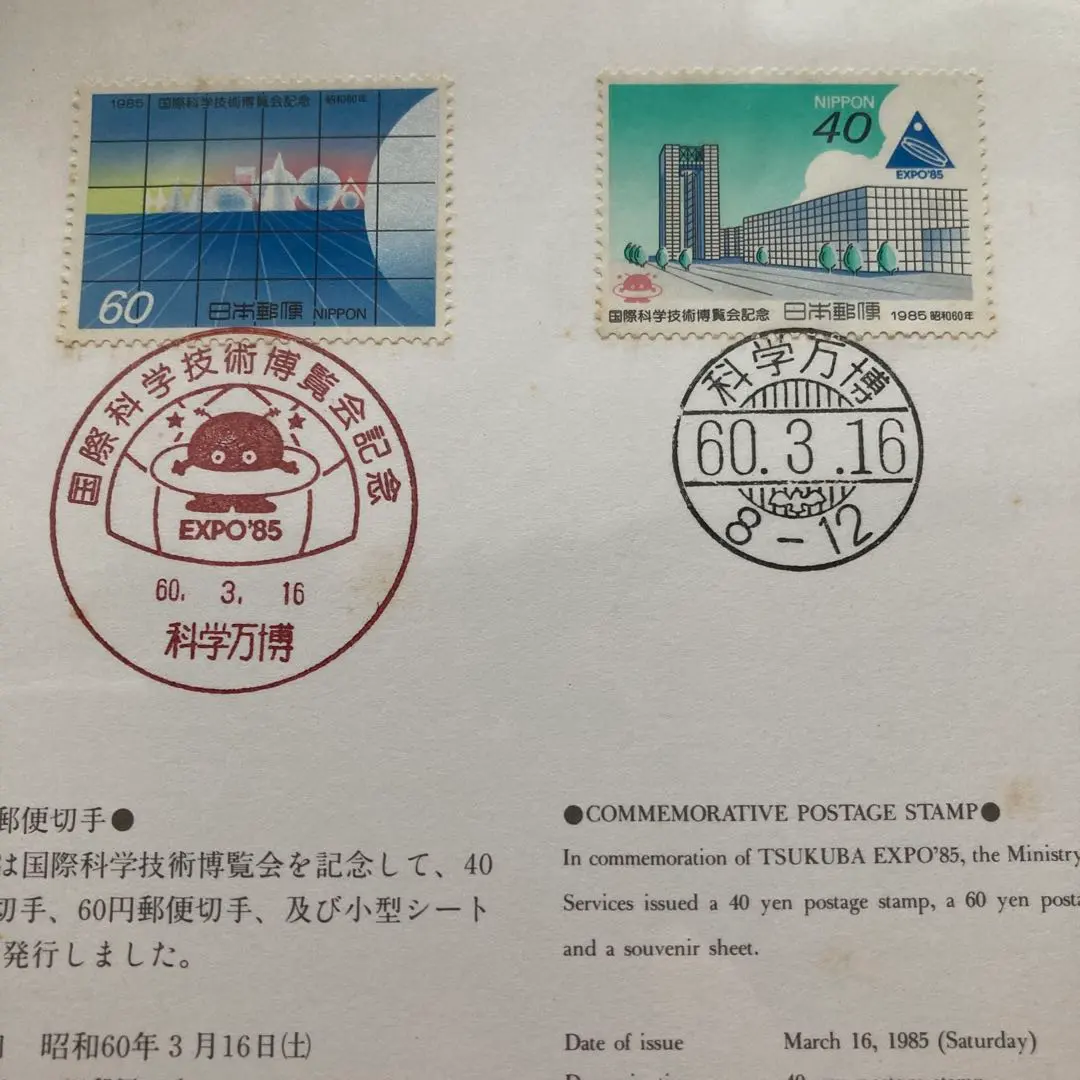 1985 国際科学技術博覧会記念 昭和60年
60 日本郵便 NIPPON
NIPPON
40
EXPO'85
国際科学技術博覧会記念 日本郵便 1985 昭和60年
国際科学技術博覧会記念
EXPO'85
60. 3. 16
科学万博
科学万博
60.3.16
8-12
郵便切手●
は国際科学技術博覧会を記念して、40
切手、60円郵便切手、及び小型シート
発行しました。
昭和60年3月16日(土)
●COMMEMORATIVE POSTAGE STAMP●
In commemoration of TSUKUBA EXPO'85, the Ministry
Services issued a 40 yen postage stamp, a 60 yen posta
and a souvenir sheet.
Date of issue March 16, 1985 (Saturday)